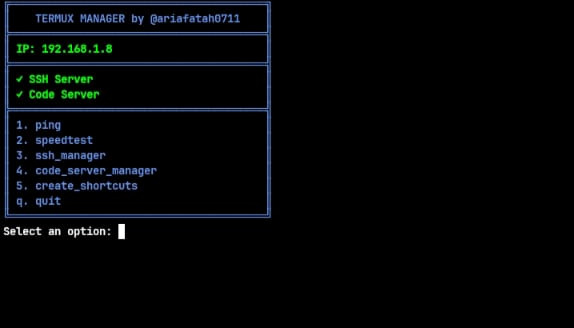 TERMUX MANAGER by @ariafatah0711
IP: 192.168.1.8
✓ SSH Server
✓ Code Server
1. ping
2. speedtest
3. ssh_manager
4. code_server_manager
5. create_shortcuts
q. quit
Select an option: